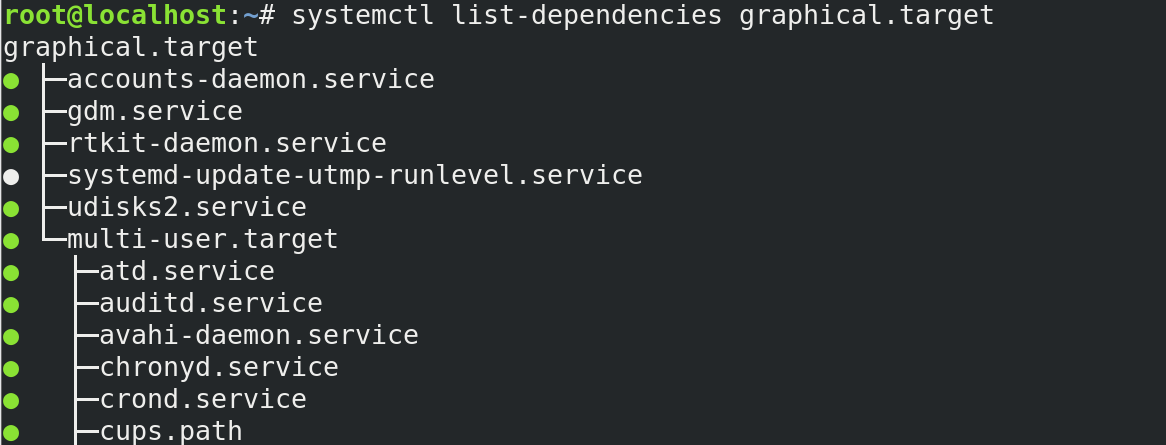 root@localhost:~# systemctl list-dependencies graphical.target
graphical.target
● ├─accounts-daemon.service
● ├─gdm.service
● ├─rtkit-daemon.service
● ├─systemd-update-utmp-runlevel.service
● ├─udisks2.service
● └─multi-user.target
●   ├─atd.service
●   ├─auditd.service
●   ├─avahi-daemon.service
●   ├─chronyd.service
●   ├─crond.service
●   ├─cups.path